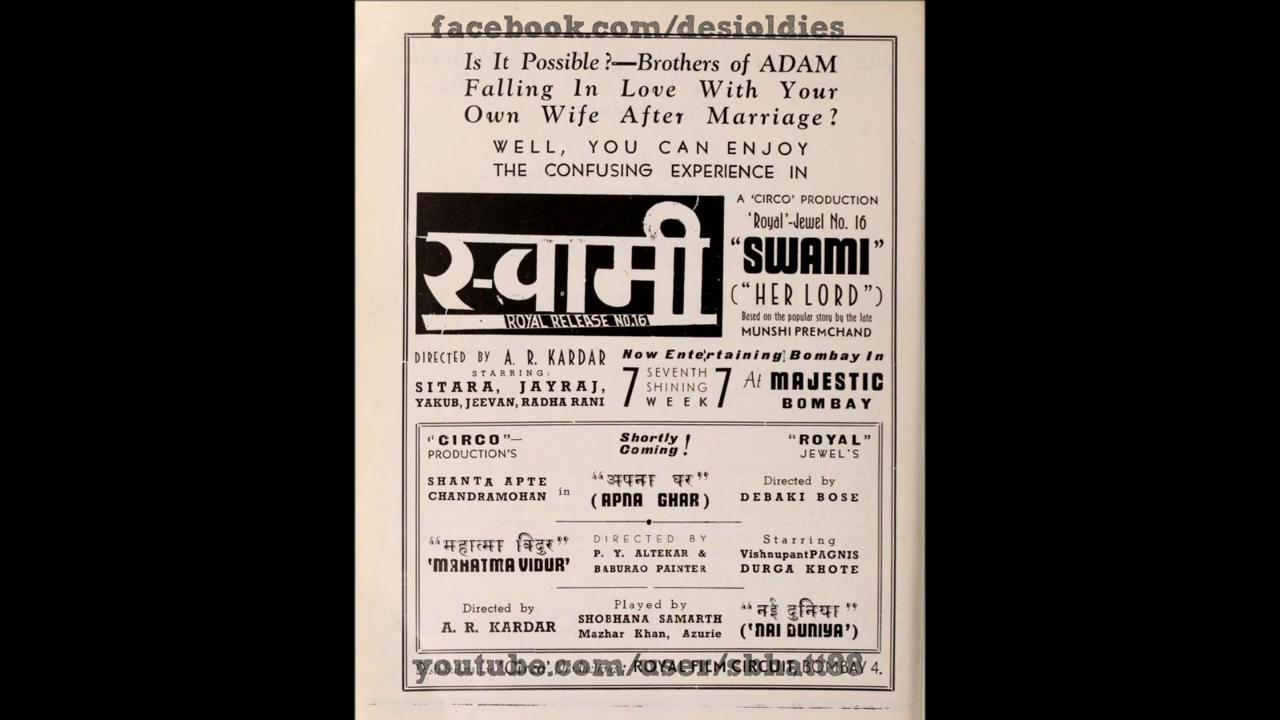 facebook.com/desioldies
Is It Possible?—Brothers of ADAM
Falling In Love With Your
Own Wife After Marriage?
WELL, YOU CAN ENJOY
THE CONFUSING EXPERIENCE IN
स्वामी
ROYAL RELEASE NO.16
A 'CIRCO' PRODUCTION
'Royal'-Jewel No. 16
"SWAMI"
("HER LORD")
Based on the popular story by the late
MUNSHI PREMCHAND
DIRECTED BY A. R. KARDAR
STARRING:
SITARA, JAYRAJ,
YAKUB, JEEVAN, RADHA RANI
Now Entertaining Bombay In
7 SEVENTH SHINING WEEK 7
At MAJESTIC
BOMBAY
"CIRCO"—
PRODUCTION'S
Shortly
Coming!
"ROYAL"
JEWEL'S
SHANTA APTE
CHANDRAMOHAN in
"अपना घर"
(APNA GHAR)
Directed by
DEBAKI BOSE
"महात्मा विदुर"
'MAHATMA VIDUR'
DIRECTED BY
P. Y. ALTEKAR &
BABURAO PAINTER
Starring
Vishnupant PAGNIS
DURGA KHOTE
Directed by
A. R. KARDAR
Played by
SHOBHANA SAMARTH
Mazhar Khan, Azurie
"नई दुनिया"
('NAI DUNIYA')
ROYAL FILM CIRCUIT, BOMBAY 4.
youtube.com/user/sbhatt88